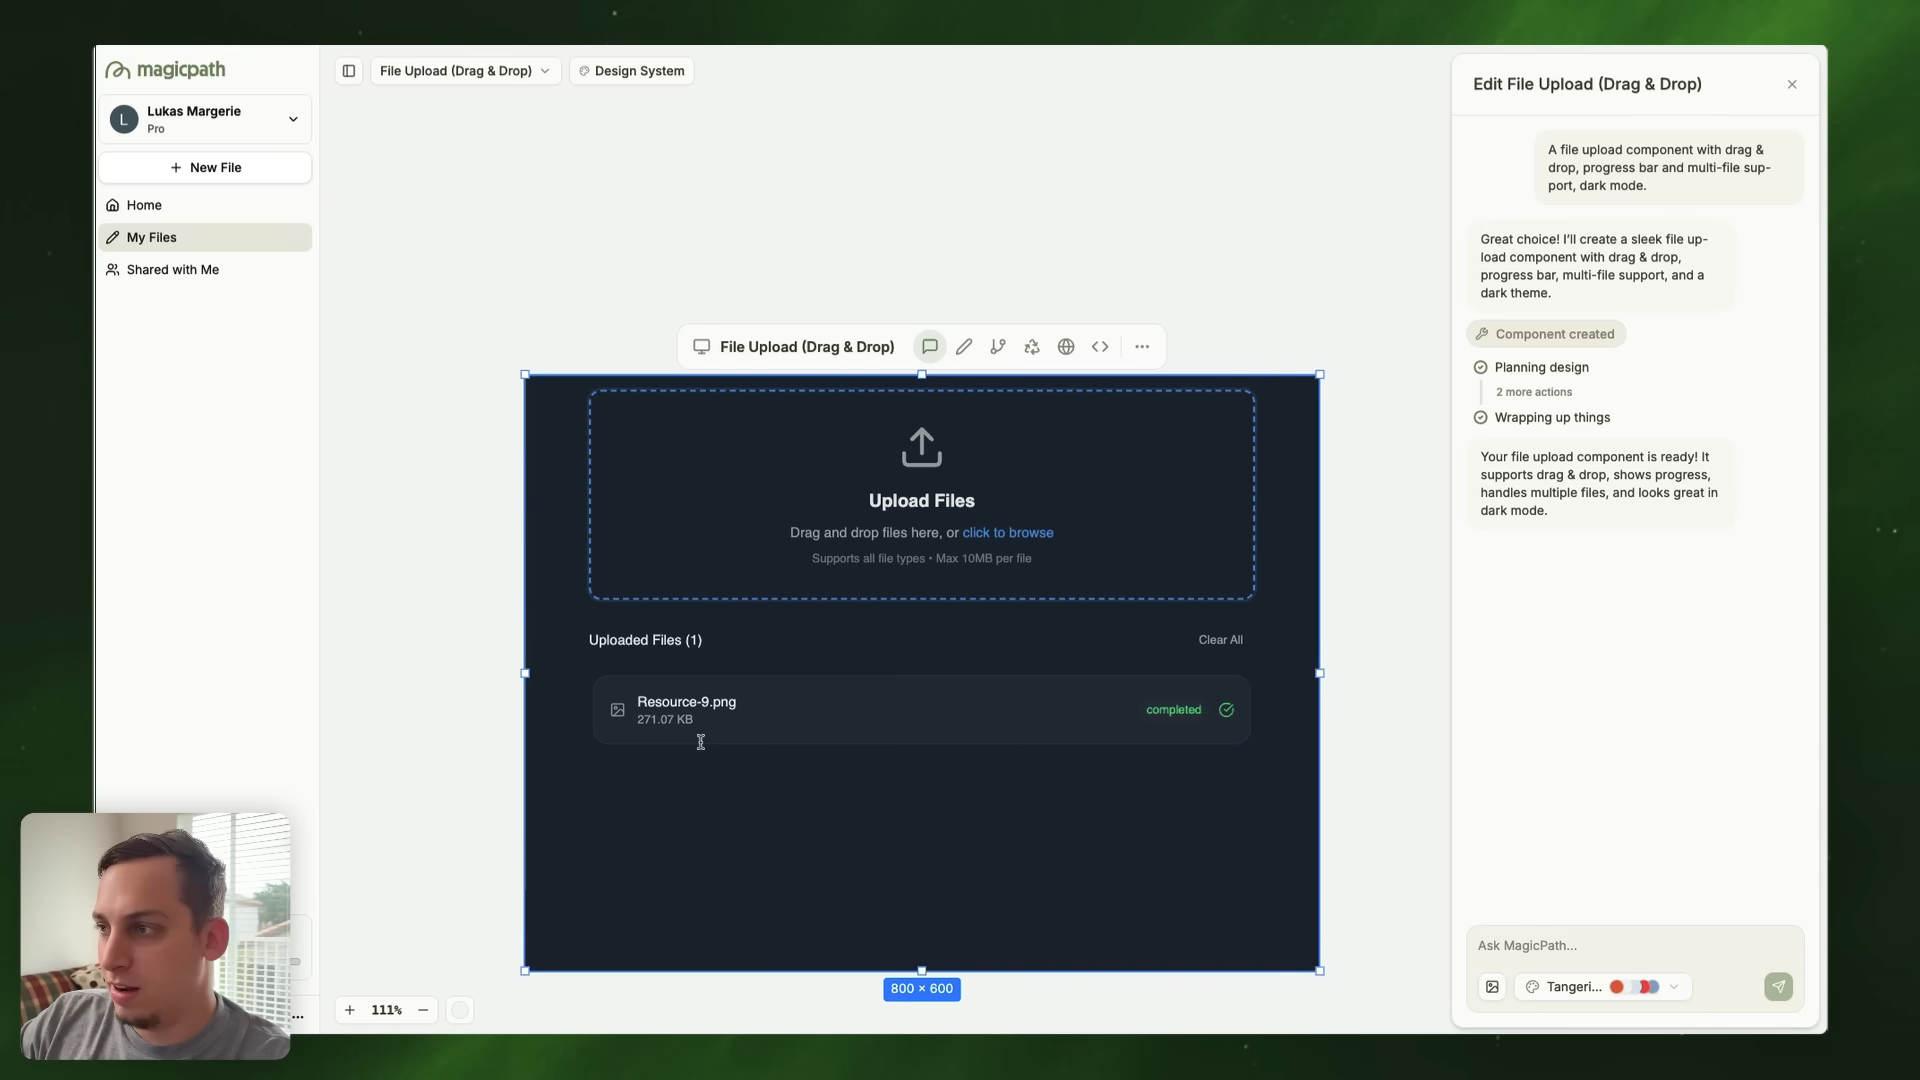 magicpath
L
Lukas Margerie
Pro
New File
Home
My Files
Shared with Me
File Upload (Drag & Drop)
Design System
File Upload (Drag & Drop)
Upload Files
Drag and drop files here, or click to browse
Supports all file types • Max 10MB per file
Uploaded Files (1)
Clear All
Resource-9.png
271.07 KB
completed
800 × 600
111%
Edit File Upload (Drag & Drop)
A file upload component with drag &
drop, progress bar and multi-file sup-
port, dark mode.
Great choice! I'll create a sleek file up-
load component with drag & drop,
progress bar, multi-file support, and a
dark theme.
Component created
Planning design
2 more actions
Wrapping up things
Your file upload component is ready! It
supports drag & drop, shows progress,
handles multiple files, and looks great in
dark mode.
Ask MagicPath...
Tangeri...